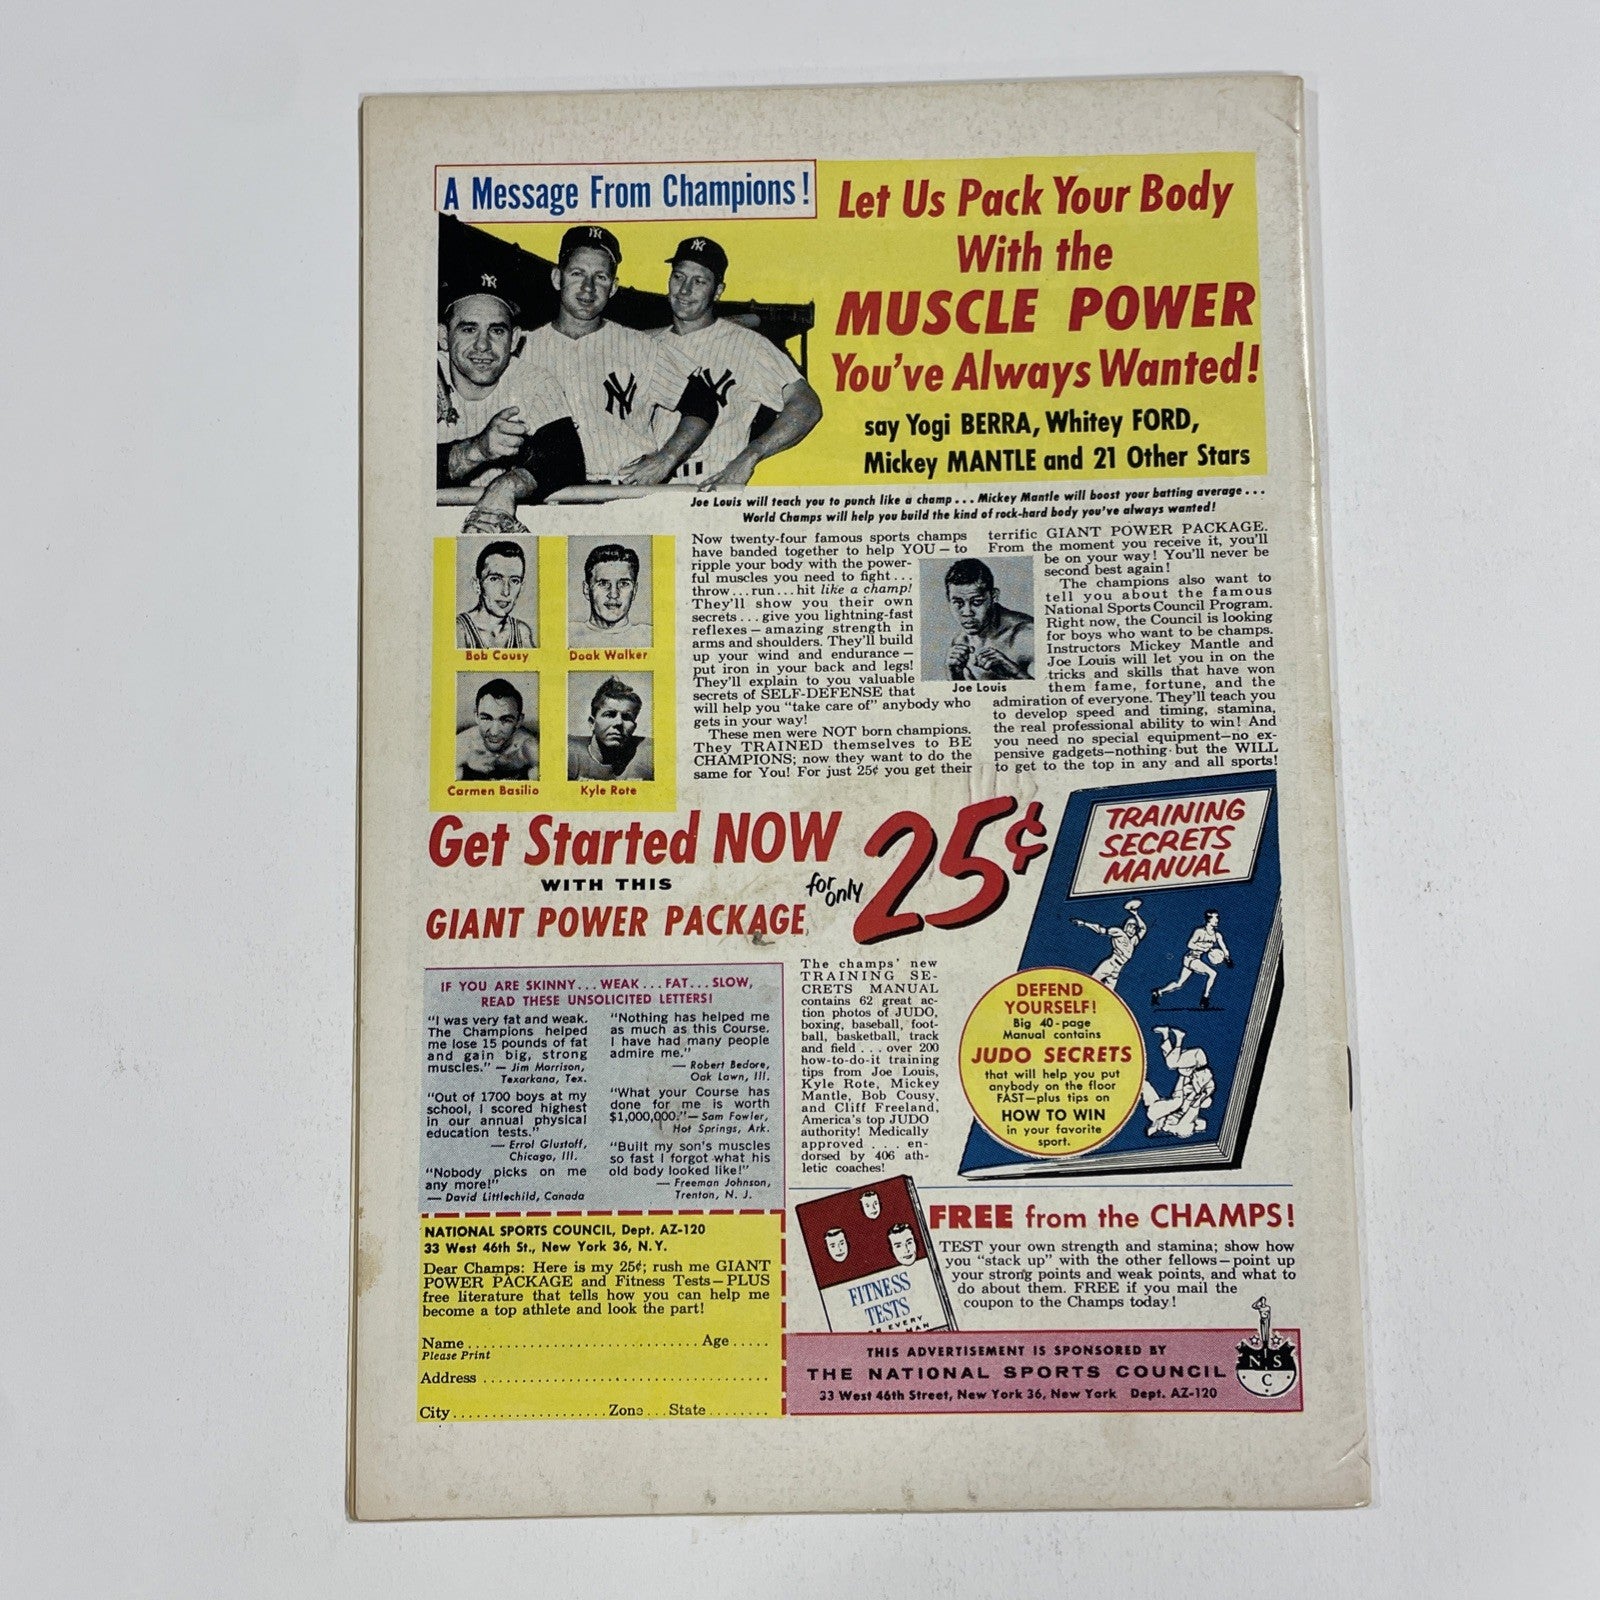 A Message From Champions!
Let Us Pack Your Body
With the
MUSCLE POWER
You've Always Wanted!
say Yogi BERRA, Whitey FORD,
Mickey MANTLE and 21 Other Stars
NY
NY
NY
NY
NY
Joe Louis will teach you to punch like a champ... Mickey Mantle will boost your batting average...
World Champs will help you build the kind of rock-hard body you've always wanted!
Bob Cousy
Doak Walker
Carmen Basilio
Kyle Rote
Now twenty-four famous sports champs
have banded together to help YOU — to
ripple your body with the power-
ful muscles you need to fight...
throw...run...hit like a champ!
They'll show you their own
secrets... give you lightning-fast
reflexes — amazing strength in
arms and shoulders. They'll build
up your wind and endurance —
put iron in your back and legs!
They'll explain to you valuable
secrets of SELF-DEFENSE that
will help you "take care of" anybody who
gets in your way!
These men were NOT born champions.
They TRAINED themselves to BE
CHAMPIONS; now they want to do the
same for You! For just 25¢ you get their
Joe Louis
terrific GIANT POWER PACKAGE.
From the moment you receive it, you'll
be on your way! You'll never be
second best again!
The champions also want to
tell you about the famous
National Sports Council Program.
Right now, the Council is looking
for boys who want to be champs.
Instructors Mickey Mantle and
Joe Louis will let you in on the
tricks and skills that have won
them fame, fortune, and the
admiration of everyone. They'll teach you
to develop speed and timing, stamina,
the real professional ability to win! And
you need no special equipment—no ex-
pensive gadgets—nothing but the WILL
to get to the top in any and all sports!
Get Started NOW
WITH THIS
GIANT POWER PACKAGE
for only
25¢
TRAINING
SECRETS
MANUAL
DEFEND
YOURSELF!
Big 40-page
Manual contains
JUDO SECRETS
that will help you put
anybody on the floor
FAST—plus tips on
HOW TO WIN
in your favorite
sport.
IF YOU ARE SKINNY... WEAK... FAT... SLOW,
READ THESE UNSOLICITED LETTERS!
"I was very fat and weak.
The Champions helped
me lose 15 pounds of fat
and gain big, strong
muscles." — Jim Morrison,
Texarkana, Tex.
"Out of 1700 boys at my
school, I scored highest
in our annual physical
education tests."
— Errol Glustoff,
Chicago, Ill.
"Nobody picks on me
any more!"
— David Littlechild, Canada
"Nothing has helped me
as much as this Course.
I have had many people
admire me."
— Robert Bedore,
Oak Lawn, Ill.
"What your Course has
done for me is worth
$1,000,000."— Sam Fowler,
Hot Springs, Ark.
"Built my son's muscles
so fast I forgot what his
old body looked like!"
— Freeman Johnson,
Trenton, N. J.
The champs' new
TRAINING SE-
CRETS MANUAL
contains 62 great ac-
tion photos of JUDO,
boxing, baseball, foot-
ball, basketball, track
and field... over 200
how-to-do-it training
tips from Joe Louis,
Kyle Rote, Mickey
Mantle, Bob Cousy,
and Cliff Freeland,
America's top JUDO
authority! Medically
approved... en-
dorsed by 406 ath-
letic coaches!
NATIONAL SPORTS COUNCIL, Dept. AZ-120
33 West 46th St., New York 36, N.Y.
Dear Champs: Here is my 25¢; rush me GIANT
POWER PACKAGE and Fitness Tests—PLUS
free literature that tells how you can help me
become a top athlete and look the part!
Name Age
Please Print
Address
City Zone State
FITNESS
TESTS
EVERY
MAN
FREE from the CHAMPS!
TEST your own strength and stamina; show how
you "stack up" with the other fellows—point up
your strong points and weak points, and what to
do about them. FREE if you mail the
coupon to the Champs today!
THIS ADVERTISEMENT IS SPONSORED BY
THE NATIONAL SPORTS COUNCIL
33 West 46th Street, New York 36, New York Dept. AZ-120
NSC